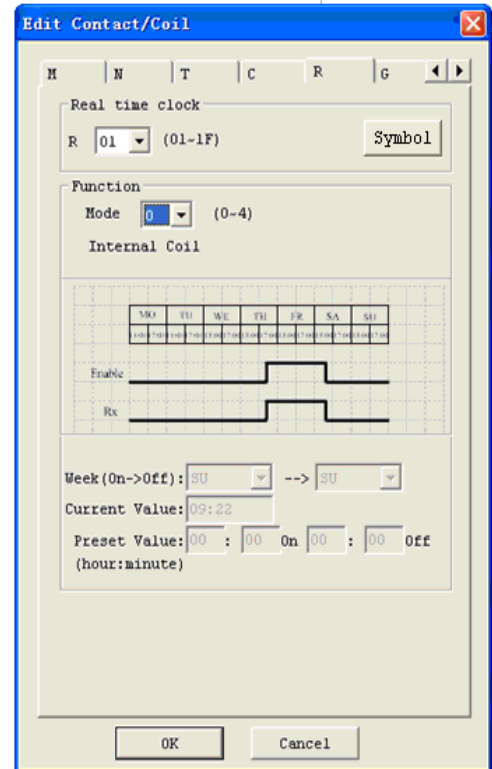 Edit Contact/Coil
M N T C R G
Real time clock
R 01 (01~1F) Symbol
Function
Mode 0 (0~4)
Internal Coil
MO TU WE TH FR SA SU
Enable
Rx
Week(On->Off): SU --> SU
Current Value: 09:22
Preset Value: 00 : 00 On 00 : 00 Off
(hour:minute)
OK Cancel